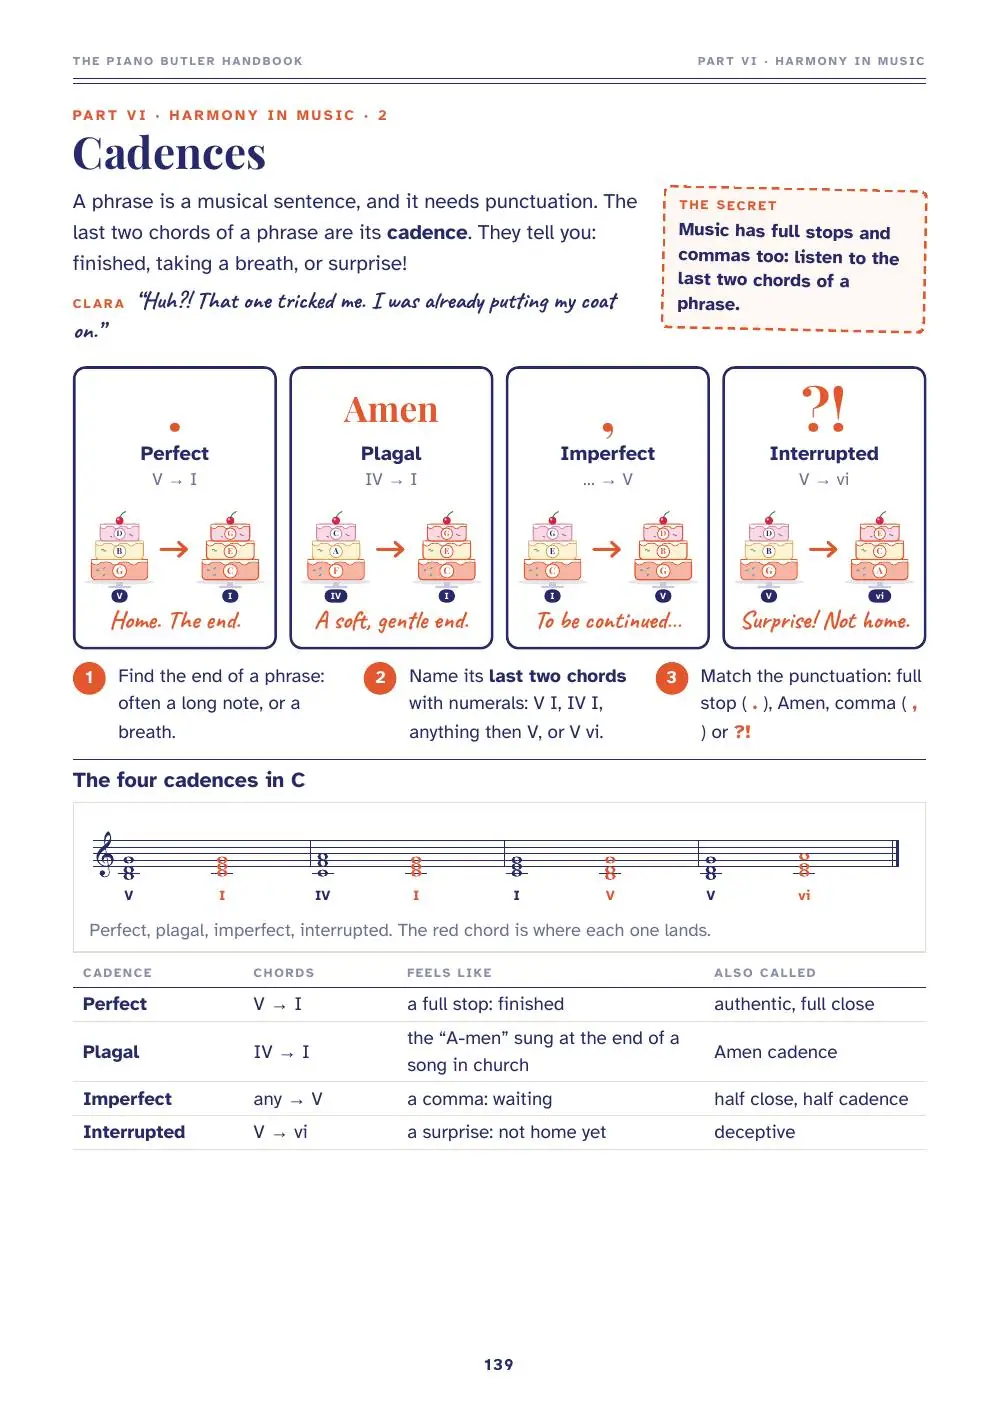 THE PIANO BUTLER HANDBOOK
PART VI · HARMONY IN MUSIC
PART VI · HARMONY IN MUSIC · 2
Cadences
A phrase is a musical sentence, and it needs punctuation. The
last two chords of a phrase are its cadence. They tell you:
finished, taking a breath, or surprise!
CLARA “Huh?! That one tricked me. I was already putting my coat
on.”
THE SECRET
Music has full stops and
commas too: listen to the
last two chords of a
phrase.
.
Perfect
V → I
D
B
G
V
→
G
E
C
I
Home. The end.
Amen
Plagal
IV → I
C
A
F
IV
→
G
E
C
I
A soft, gentle end.
,
Imperfect
... → V
G
E
C
I
→
D
B
G
V
To be continued...
?!
Interrupted
V → vi
D
B
G
V
→
E
C
A
vi
Surprise! Not home.
1
Find the end of a phrase:
often a long note, or a
breath.
2
Name its last two chords
with numerals: V I, IV I,
anything then V, or V vi.
3
Match the punctuation: full
stop ( . ), Amen, comma ( ,
) or ?!
The four cadences in C
V I IV I I V V vi
Perfect, plagal, imperfect, interrupted. The red chord is where each one lands.
CADENCE CHORDS FEELS LIKE ALSO CALLED
Perfect V → I a full stop: finished authentic, full close
Plagal IV → I the “A-men” sung at the end of a
song in church Amen cadence
Imperfect any → V a comma: waiting half close, half cadence
Interrupted V → vi a surprise: not home yet deceptive
139